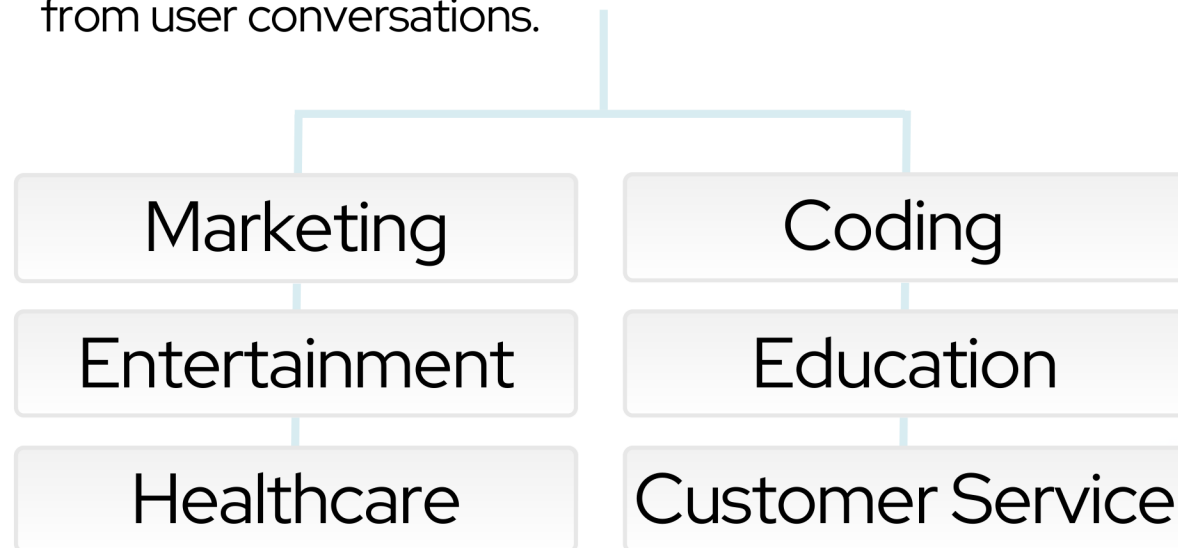 from user conversations.
Marketing
Coding
Entertainment
Education
Healthcare
Customer Service